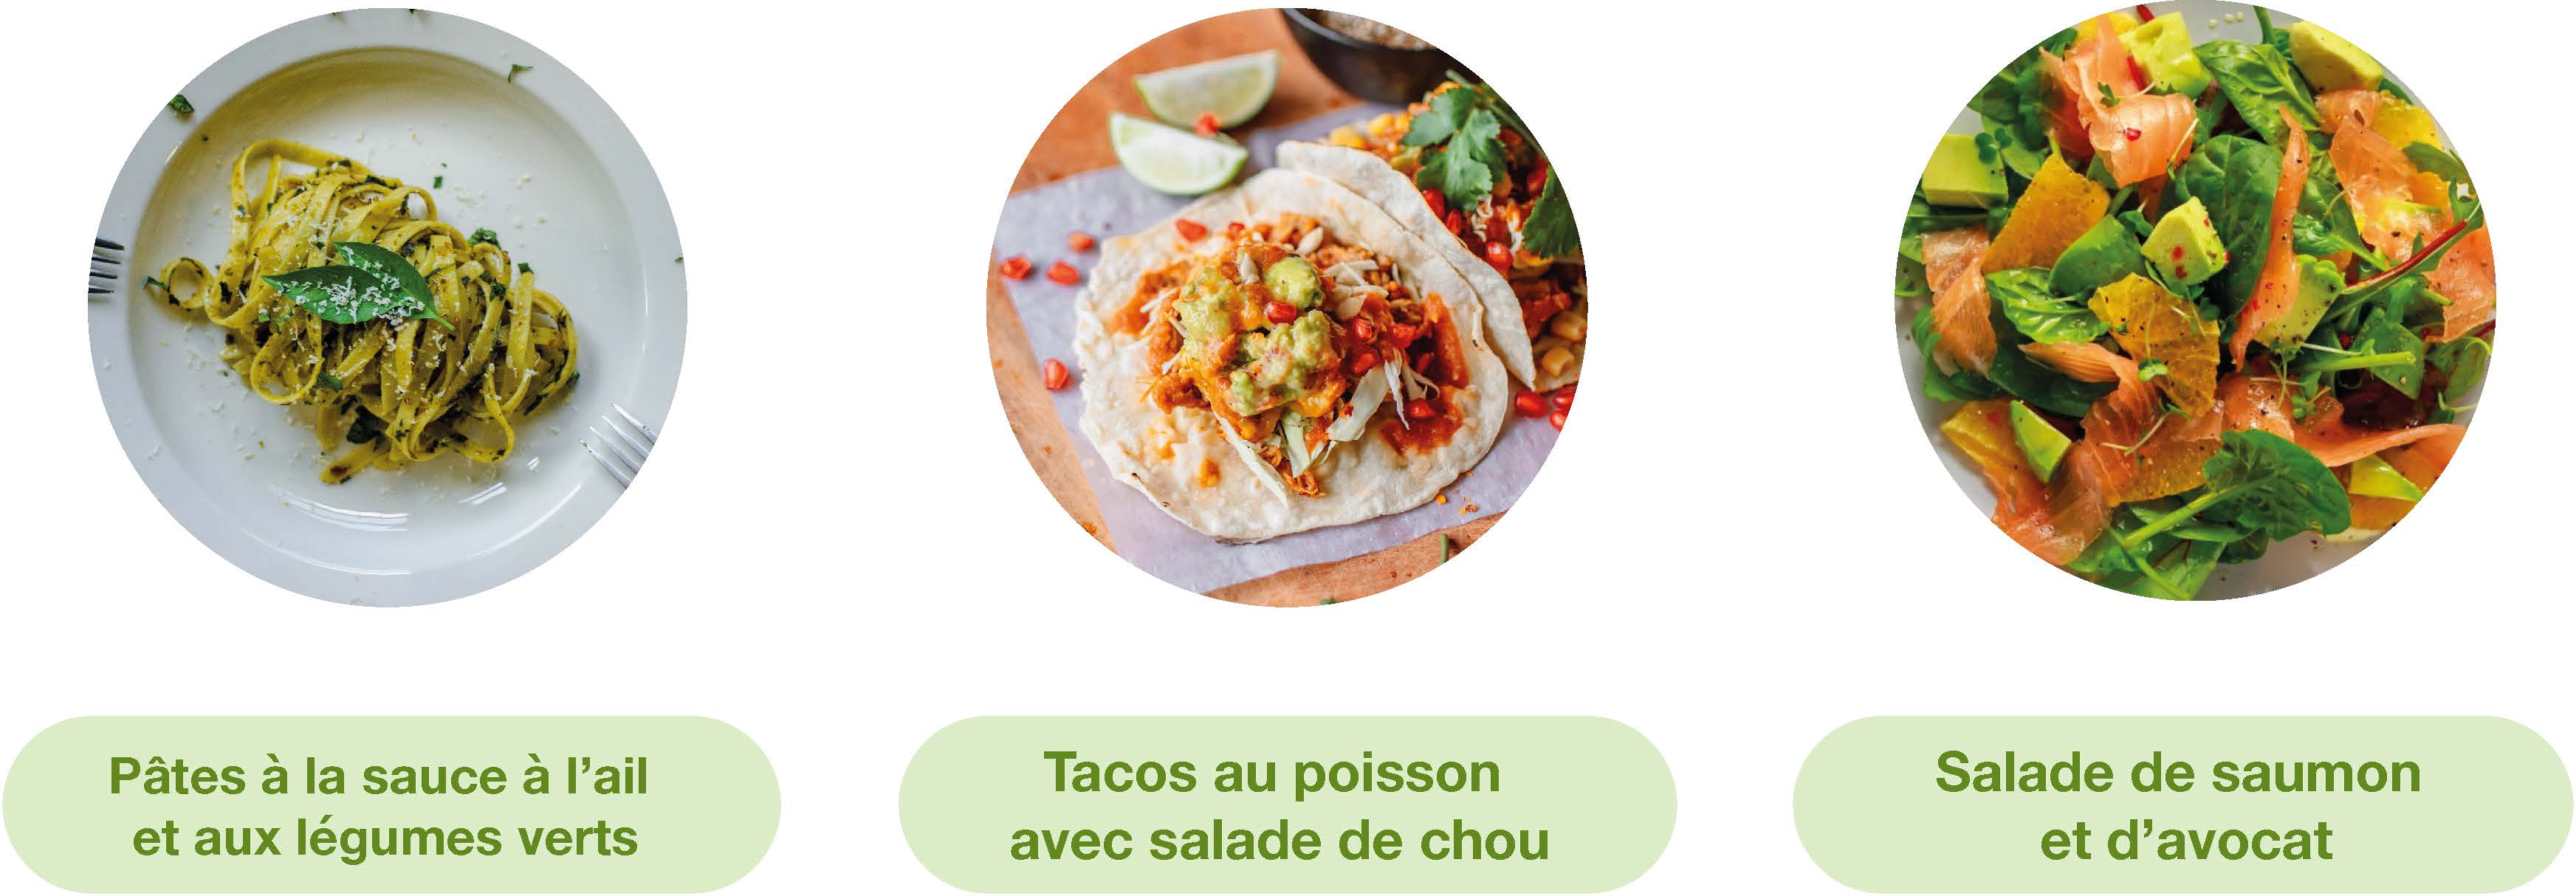 Pâtes à la sauce à l’ail
et aux légumes verts
Tacos au poisson
avec salade de chou
Salade de saumon
et d’avocat